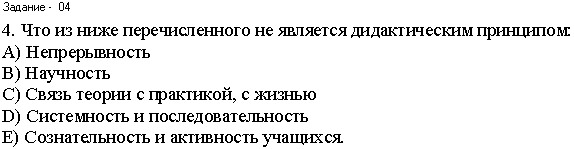 Задание - 04
4. Что из ниже перечисленного не является дидактическим принципом:
A) Непрерывность
B) Научность
C) Связь теории с практикой, с жизнью
D) Системность и последовательность
E) Сознательность и активность учащихся.